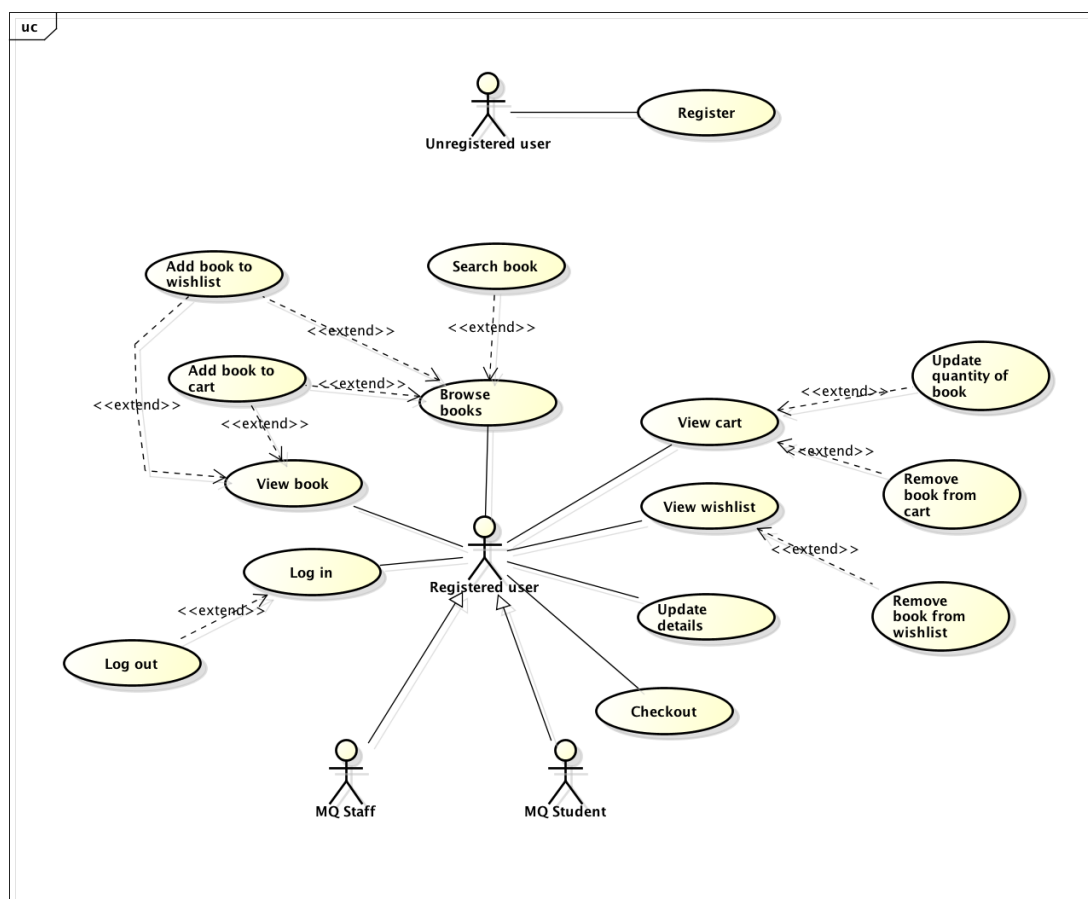 uc
Register
Unregistered user
Add book to
wishlist
Search book
<<extend>>
<<extend>>
Add book to
cart
<<extend>>
Browse
books
<<extend>>
<<extend>>
View book
Update
quantity of
book
<<extend>>
View cart
<<extend>>
Remove
book from
cart
View wishlist
<<extend>>
Log in
Registered user
<<extend>>
Update
details
Remove
book from
wishlist
Log out
Checkout
MQ Staff
MQ Student